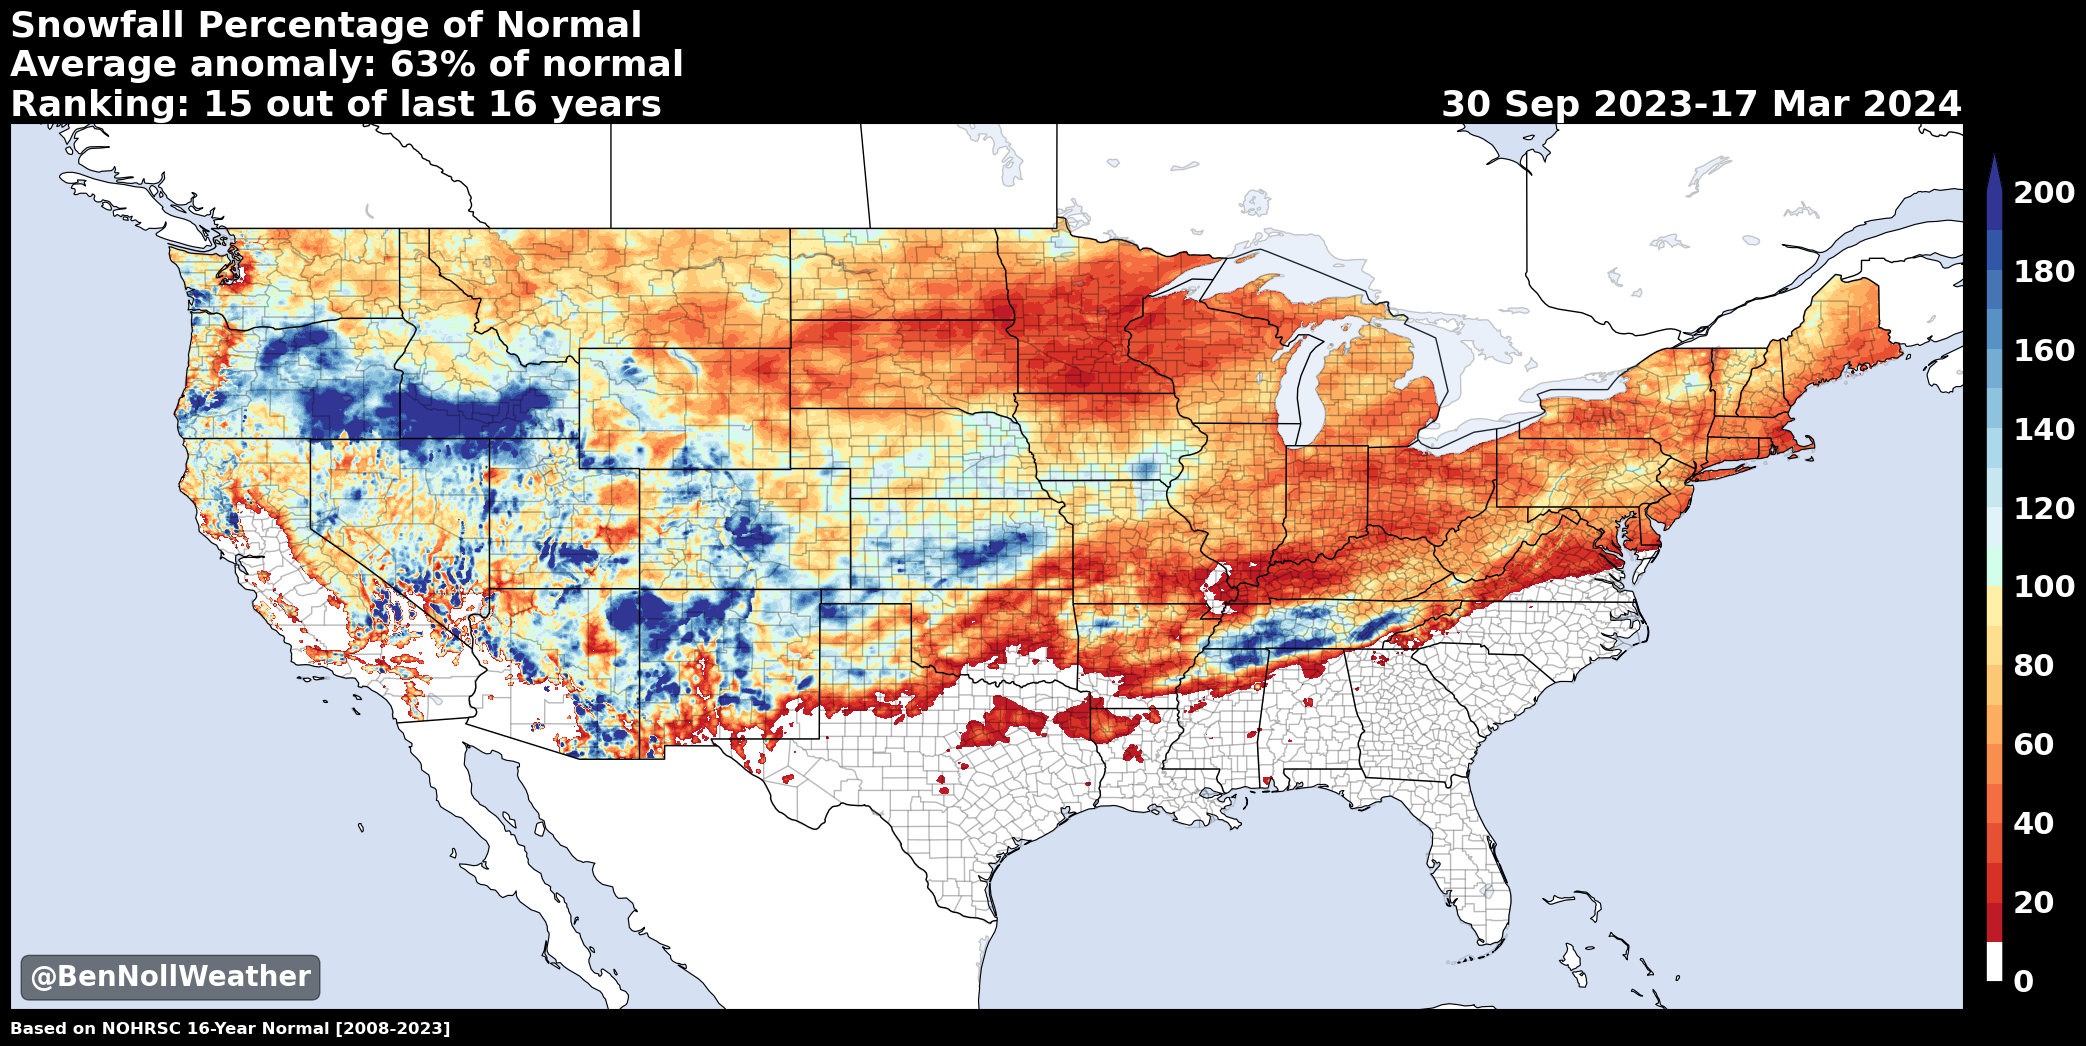 Snowfall Percentage of Normal
Average anomaly: 63% of normal
Ranking: 15 out of last 16 years
30 Sep 2023-17 Mar 2024
200
180
160
140
120
100
80
60
40
20
0
@BenNollWeather
Based on NOHRSC 16-Year Normal [2008-2023]